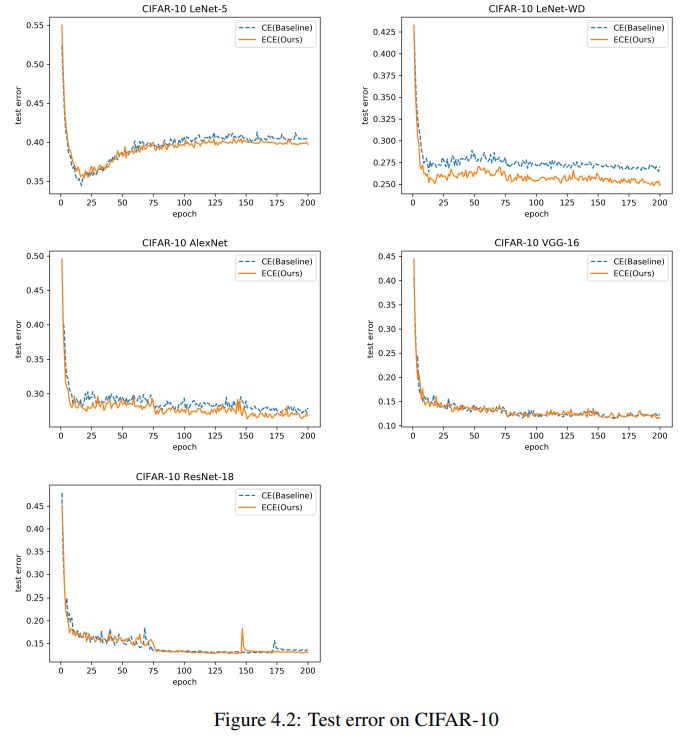 CIFAR-10 LeNet-5
CE(Baseline)
ECE(Ours)
test error
0.55
0.50
0.45
0.40
0.35
0 25 50 75 100 125 150 175 200
epoch
CIFAR-10 LeNet-WD
CE(Baseline)
ECE(Ours)
test error
0.425
0.400
0.375
0.350
0.325
0.300
0.275
0.250
0 25 50 75 100 125 150 175 200
epoch
CIFAR-10 AlexNet
CE(Baseline)
ECE(Ours)
test error
0.50
0.45
0.40
0.35
0.30
0 25 50 75 100 125 150 175 200
epoch
CIFAR-10 VGG-16
CE(Baseline)
ECE(Ours)
test error
0.45
0.40
0.35
0.30
0.25
0.20
0.15
0.10
0 25 50 75 100 125 150 175 200
epoch
CIFAR-10 ResNet-18
CE(Baseline)
ECE(Ours)
test error
0.45
0.40
0.35
0.30
0.25
0.20
0.15
0 25 50 75 100 125 150 175 200
epoch
Figure 4.2: Test error on CIFAR-10